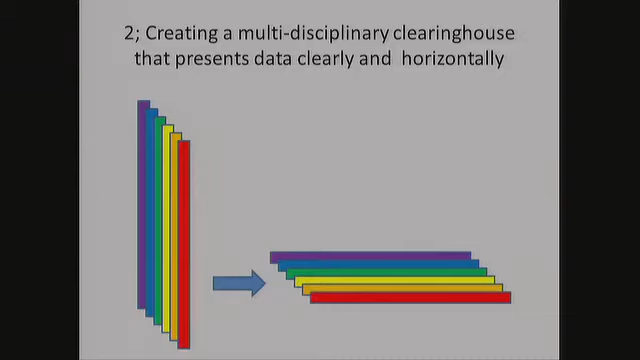 2; Creating a multi-disciplinary clearinghouse
that presents data clearly and  horizontally